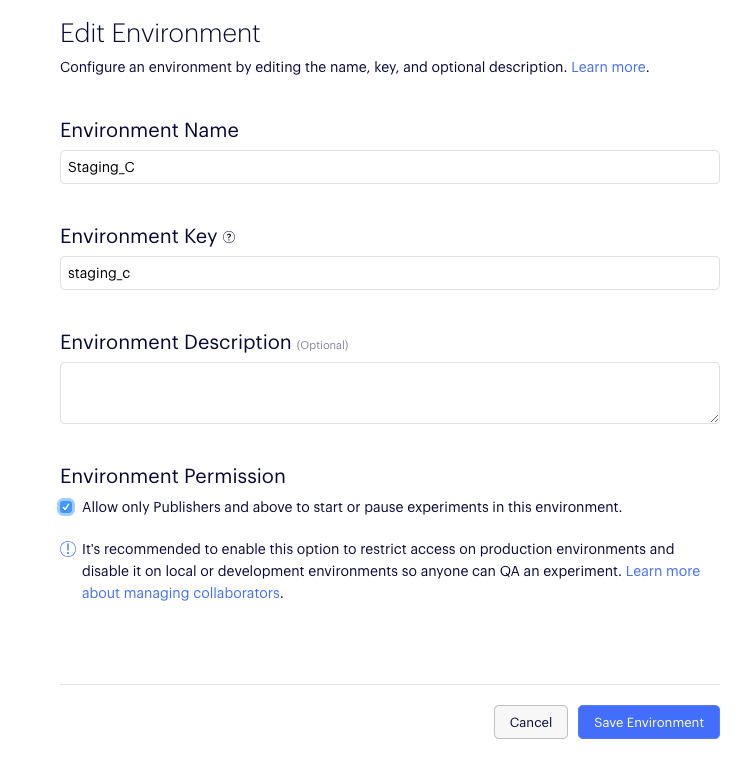 Edit Environment
Configure an environment by editing the name, key, and optional description. Learn more.
Environment Name
Staging_C
Environment Key ?
staging_c
Environment Description (Optional)
Environment Permission
Allow only Publishers and above to start or pause experiments in this environment.
! It's recommended to enable this option to restrict access on production environments and
disable it on local or development environments so anyone can QA an experiment. Learn more
about managing collaborators.
Cancel Save Environment